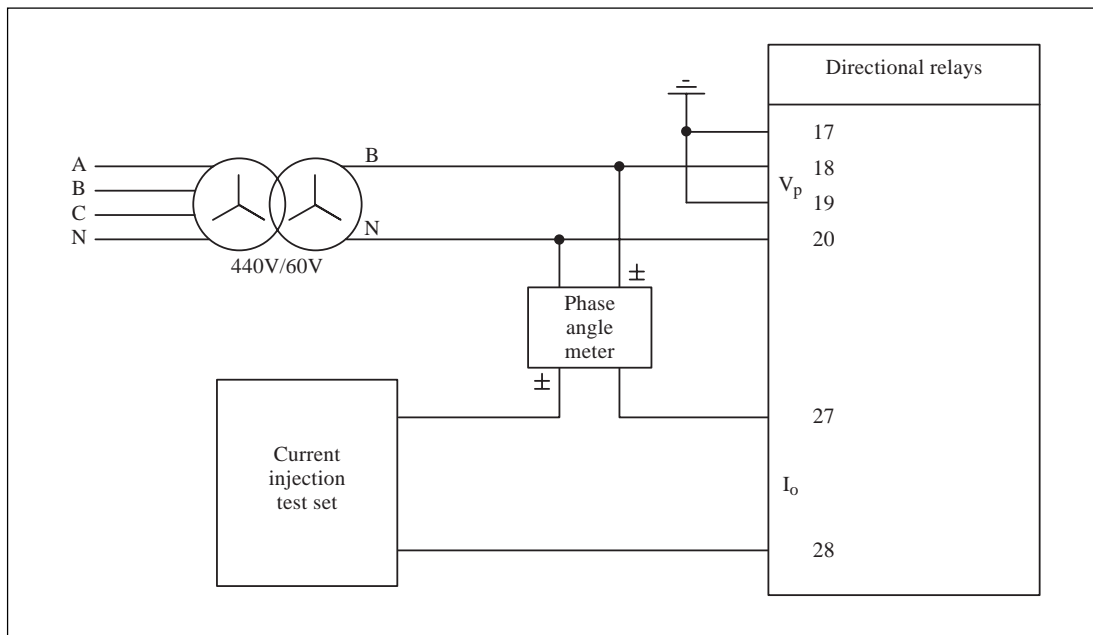 Directional relays
17
A
B
18
B
Vp
C
19
N
N
20
440V/60V
±
Phase
angle
meter
±
27
Current
injection
test set
Io
28